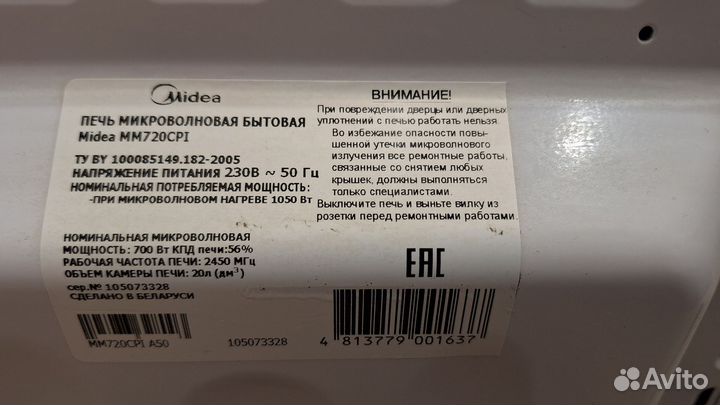 Midea
ПЕЧЬ МИКРОВОЛНОВАЯ БЫТОВАЯ
Midea MM720CPI
ТУ BY 100085149.182-2005
НАПРЯЖЕНИЕ ПИТАНИЯ 230В ~ 50 Гц
НОМИНАЛЬНАЯ ПОТРЕБЛЯЕМАЯ МОЩНОСТЬ:
-ПРИ МИКРОВОЛНОВОМ НАГРЕВЕ 1050 Вт
НОМИНАЛЬНАЯ МИКРОВОЛНОВАЯ
МОЩНОСТЬ: 700 Вт КПД печи:56%
РАБОЧАЯ ЧАСТОТА ПЕЧИ: 2450 МГц
ОБЪЕМ КАМЕРЫ ПЕЧИ: 20л (дм³)
сер.№ 105073328
СДЕЛАНО В БЕЛАРУСИ
MM720CPI A50
105073328
ВНИМАНИЕ!
При повреждении дверцы или дверных
уплотнений с печью работать нельзя.
Во избежание опасности повы-
шенной утечки микроволнового
излучения все ремонтные работы,
связанные со снятием любых
крышек, должны выполняться
только специалистами.
Выключите печь и выньте вилку из
розетки перед ремонтными работами.
EAC
4 813779 001637
Avito